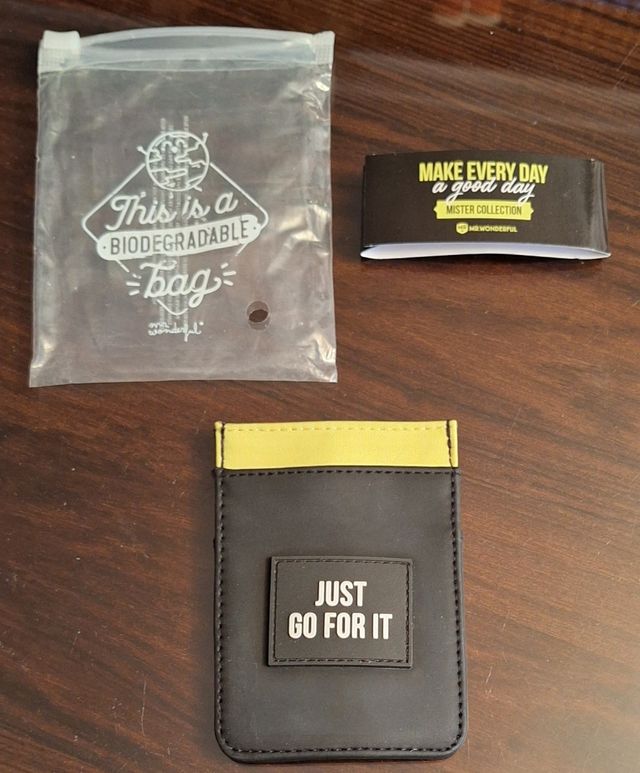 This is a
BIODEGRADABLE
bag
mr.
wonderful*
MAKE EVERY DAY
a good day
MISTER COLLECTION
MR.WONDERFUL
JUST
GO FOR IT